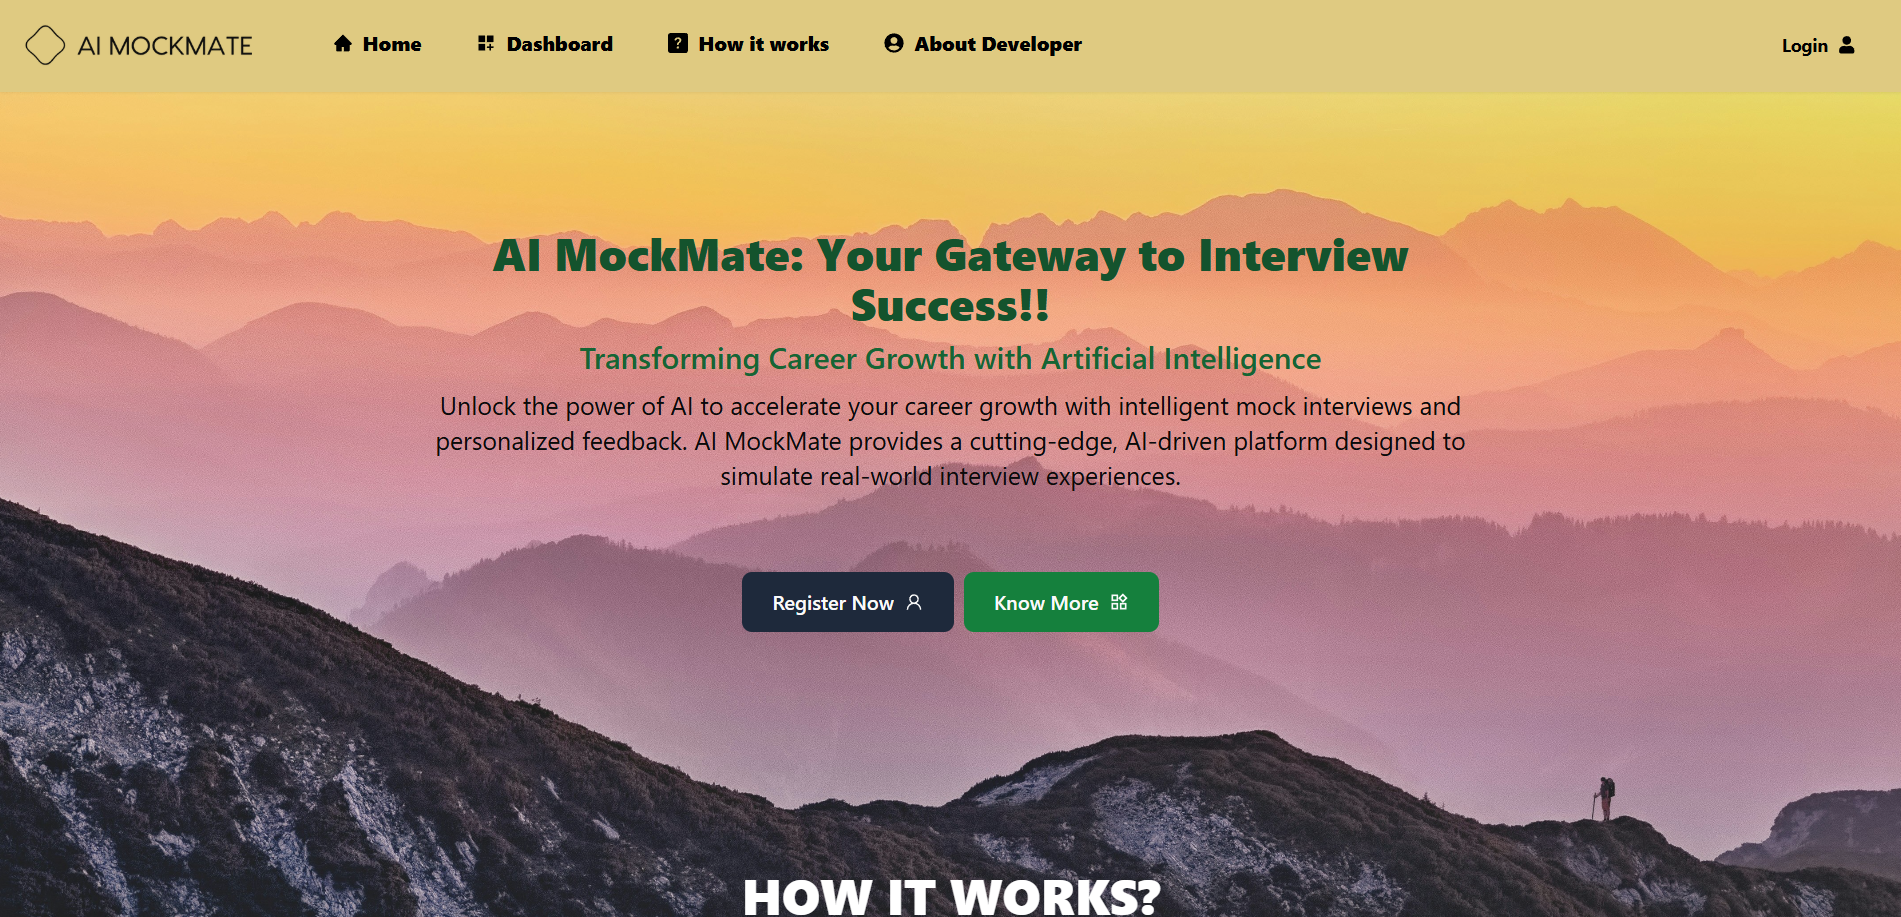 AI MOCKMATE
Home
Dashboard
How it works
About Developer
Login
AI MockMate: Your Gateway to Interview
Success!!
Transforming Career Growth with Artificial Intelligence
Unlock the power of AI to accelerate your career growth with intelligent mock interviews and
personalized feedback. AI MockMate provides a cutting-edge, AI-driven platform designed to
simulate real-world interview experiences.
Register Now
Know More
HOW IT WORKS?